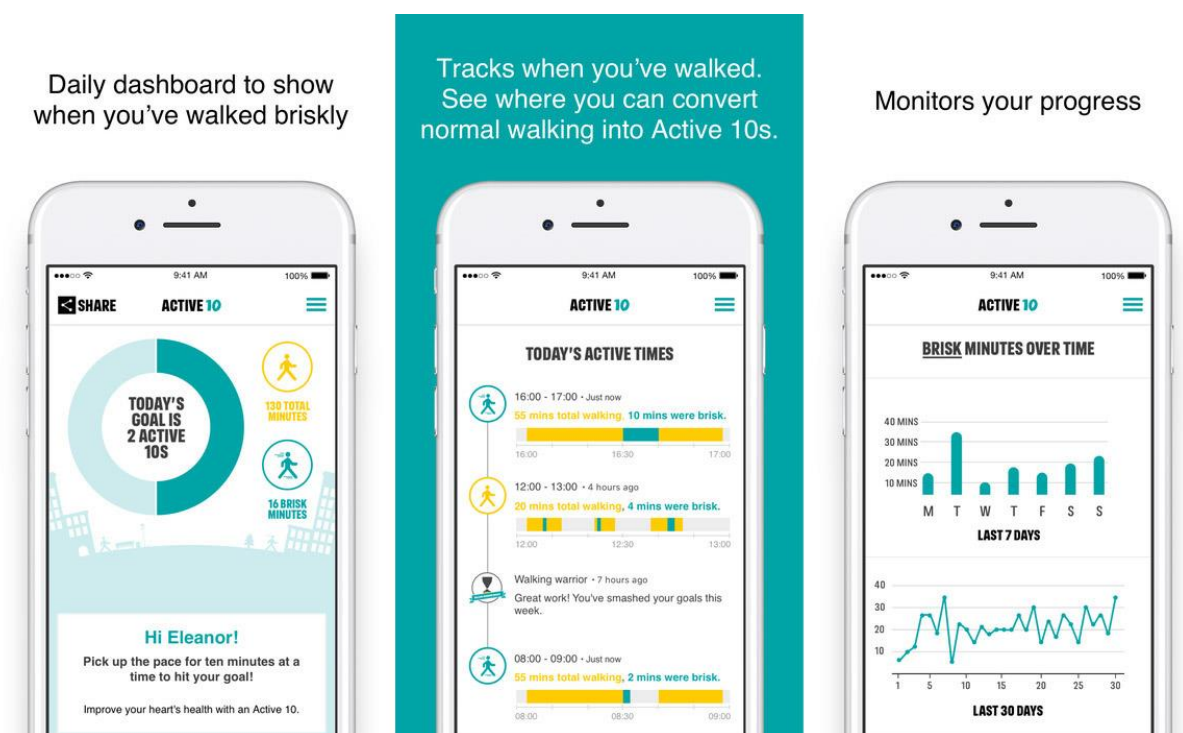 Daily dashboard to show
when you've walked briskly
9:41 AM
100%
SHARE
ACTIVE 10
TODAY'S
GOAL IS
2 ACTIVE
10S
130 TOTAL
MINUTES
16 BRISK
MINUTES
Hi Eleanor!
Pick up the pace for ten minutes at a
time to hit your goal!
Improve your heart's health with an Active 10.
Tracks when you've walked.
See where you can convert
normal walking into Active 10s.
9:41 AM
100%
ACTIVE 10
TODAY'S ACTIVE TIMES
16:00 - 17:00 • Just now
55 mins total walking, 10 mins were brisk.
16:00 16:30 17:00
12:00 - 13:00 • 4 hours ago
20 mins total walking, 4 mins were brisk.
12:00 12:30 13:00
Walking warrior • 7 hours ago
Great work! You've smashed your goals this
week.
08:00 - 09:00 • Just now
55 mins total walking, 2 mins were brisk.
08:00 08:30 09:00
Monitors your progress
9:41 AM
100%
ACTIVE 10
BRISK MINUTES OVER TIME
40 MINS
30 MINS
20 MINS
10 MINS
M T W T F S S
LAST 7 DAYS
40
30
20
10
1 5 10 15 20 25 30
LAST 30 DAYS